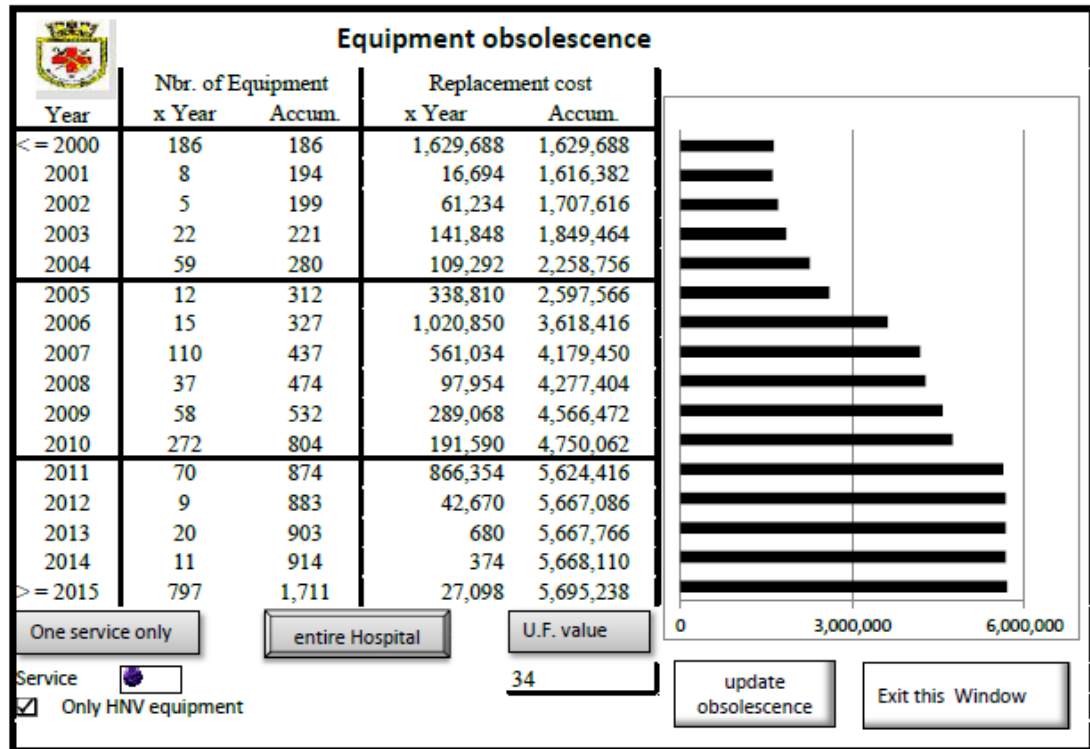 Equipment obsolescence
Nbr. of Equipment Replacement cost
Year x Year Accum. x Year Accum.
< = 2000 186 186 1,629,688 1,629,688
2001 8 194 16,694 1,616,382
2002 5 199 61,234 1,707,616
2003 22 221 141,848 1,849,464
2004 59 280 109,292 2,258,756
2005 12 312 338,810 2,597,566
2006 15 327 1,020,850 3,618,416
2007 110 437 561,034 4,179,450
2008 37 474 97,954 4,277,404
2009 58 532 289,068 4,566,472
2010 272 804 191,590 4,750,062
2011 70 874 866,354 5,624,416
2012 9 883 42,670 5,667,086
2013 20 903 680 5,667,766
2014 11 914 374 5,668,110
> = 2015 797 1,711 27,098 5,695,238
0 3,000,000 6,000,000
One service only entire Hospital U.F. value
Service 34
Only HNV equipment
update
obsolescence
Exit this Window